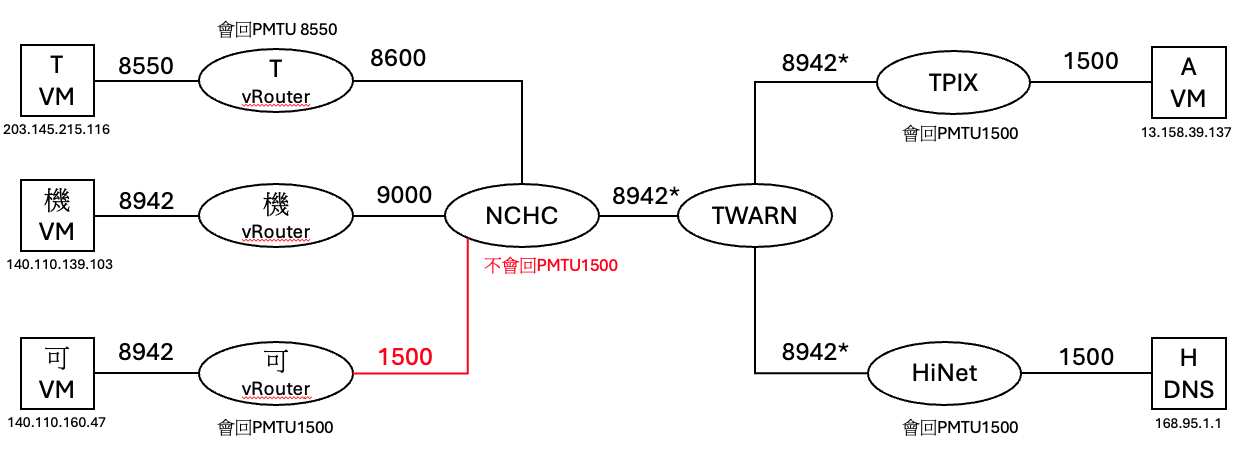 會回PMTU 8550
T
VM
8550
T
vRouter
8600
203.145.215.116
8942*
TPIX
1500
A
VM
會回PMTU1500
13.158.39.137
機
VM
8942
機
vRouter
9000
NCHC
8942*
TWARN
140.110.139.103
不會回PMTU1500
可
VM
8942
可
vRouter
1500
140.110.160.47
會回PMTU1500
8942*
HiNet
1500
H
DNS
會回PMTU1500
168.95.1.1